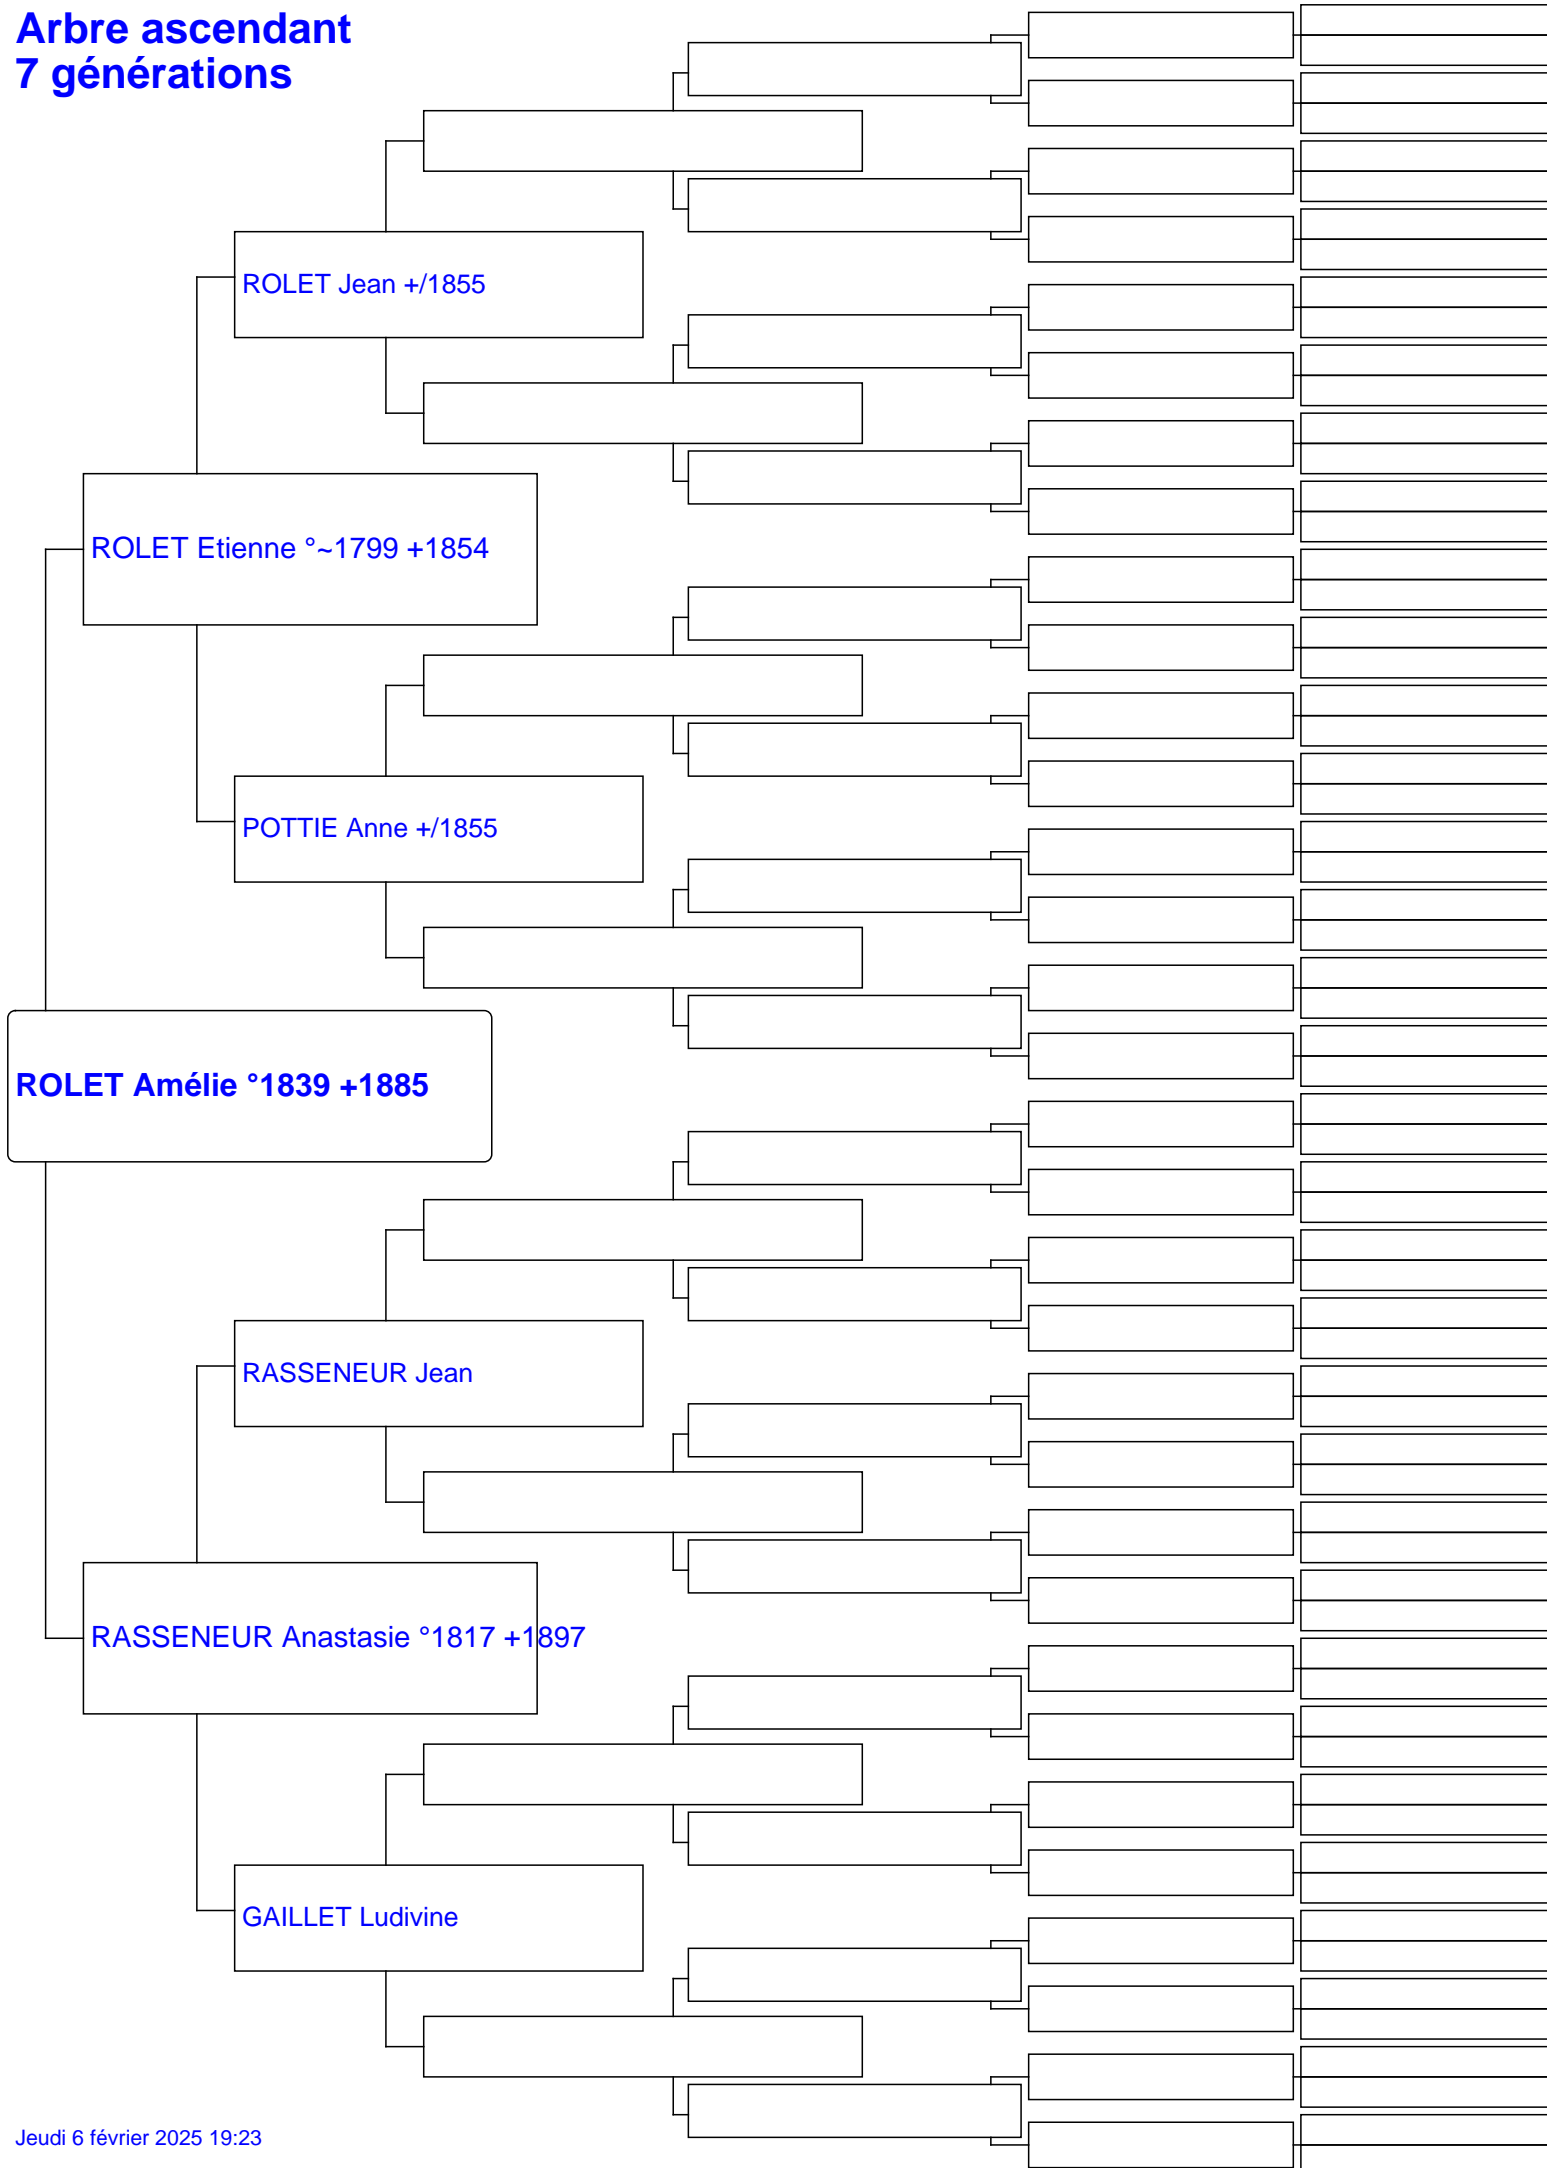 Arbre ascendant
7 générations
ROLET Jean +/1855
ROLET Etienne °~1799 +1854
POTTIE Anne +/1855
ROLET Amélie °1839 +1885
RASSENEUR Jean
RASSENEUR Anastasie °1817 +1897
GAILLET Ludivine
Jeudi 6 février 2025 19:23